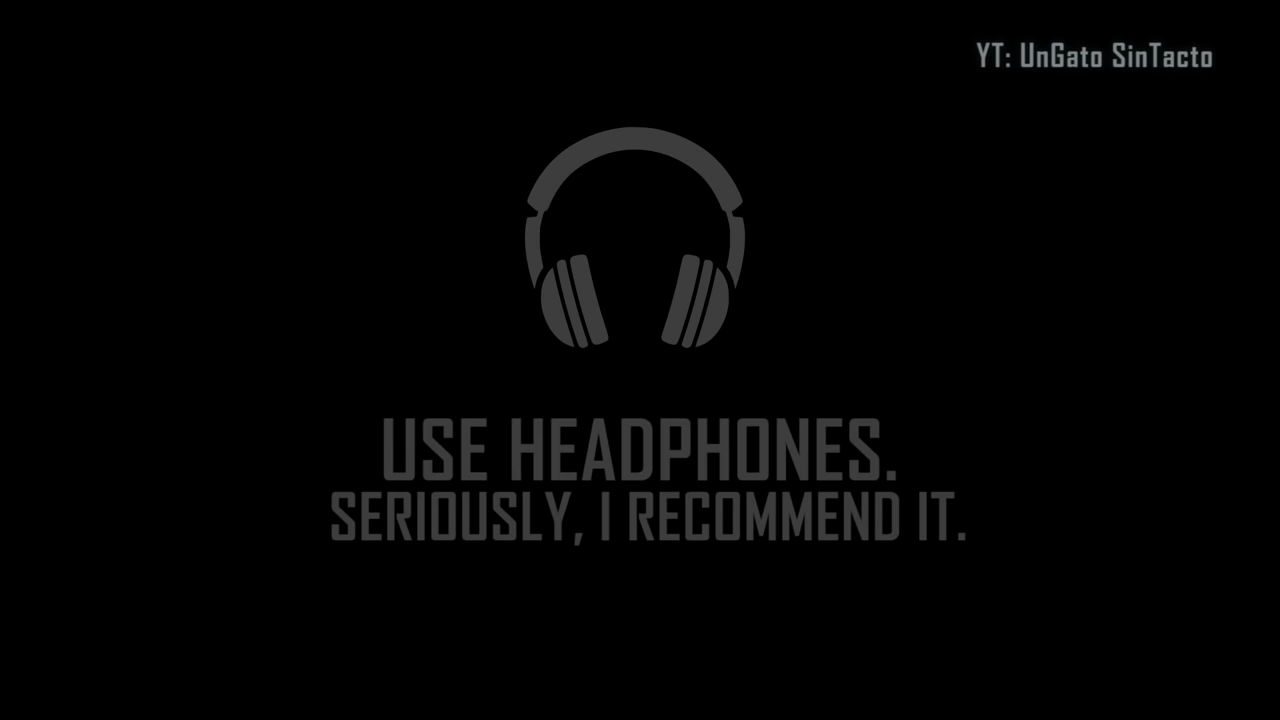 YT: UnGato SinTacto
USE HEADPHONES.
SERIOUSLY, I RECOMMEND IT.